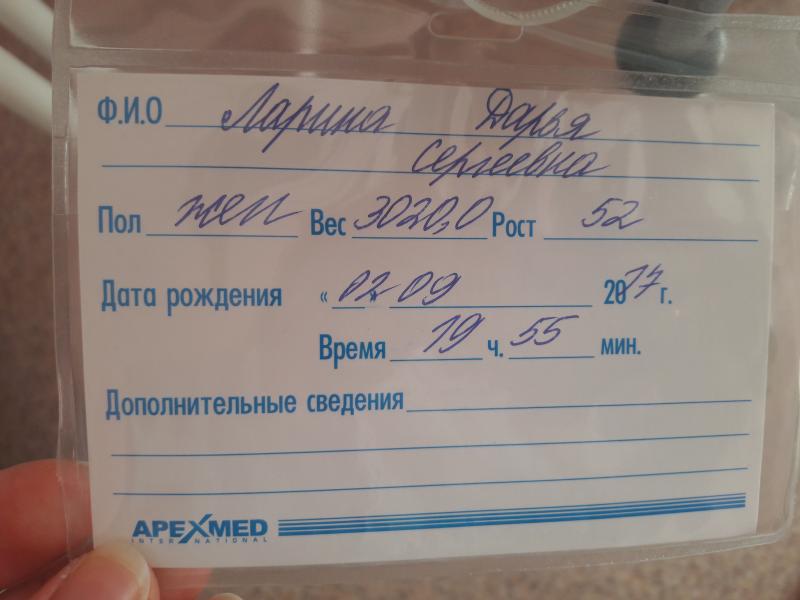 Ф.И.О Ларина Дарья
Сергеевна
Пол жен Вес 3020,0 Рост 52
Дата рождения « 02 » 09 2017 г.
Время 19 ч. 55 мин.
Дополнительные сведения
APEXMED
INTERNATIONAL